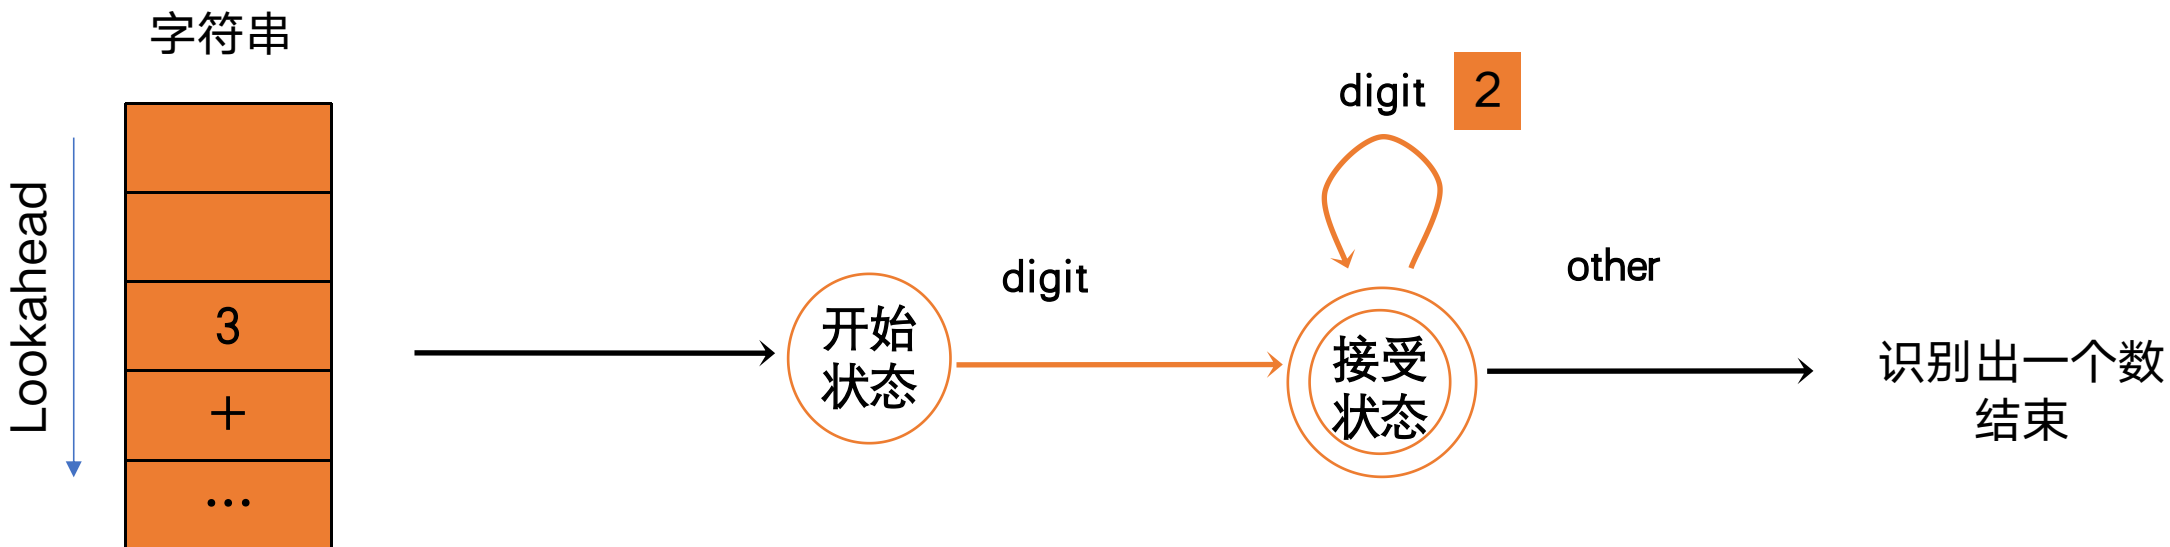 字符串
Lookahead
3
+
...
开始
状态
digit
digit 2
接受
状态
other
识别出一个数
结束